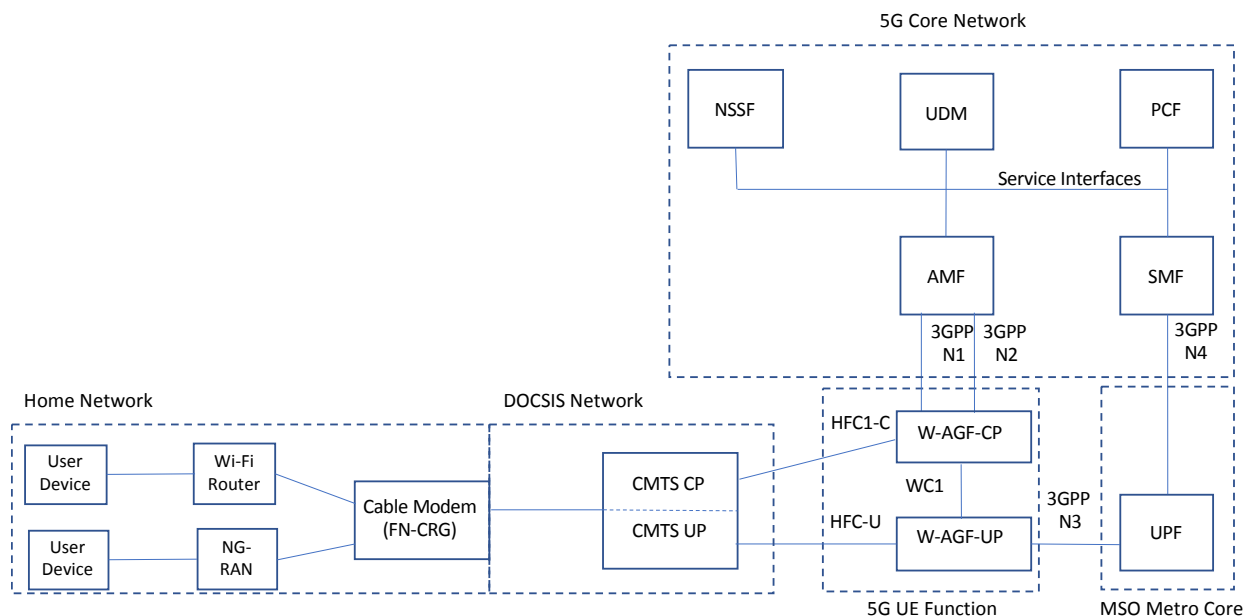 5G Core Network
NSSF
UDM
PCF
Service Interfaces
AMF
SMF
3GPP
N1
3GPP
N2
3GPP
N4
Home Network
DOCSIS Network
User
Device
Wi-Fi
Router
Cable Modem
(FN-CRG)
User
Device
NG-
RAN
CMTS CP
CMTS UP
HFC1-C
W-AGF-CP
WC1
HFC-U
W-AGF-UP
3GPP
N3
UPF
5G UE Function
MSO Metro Core